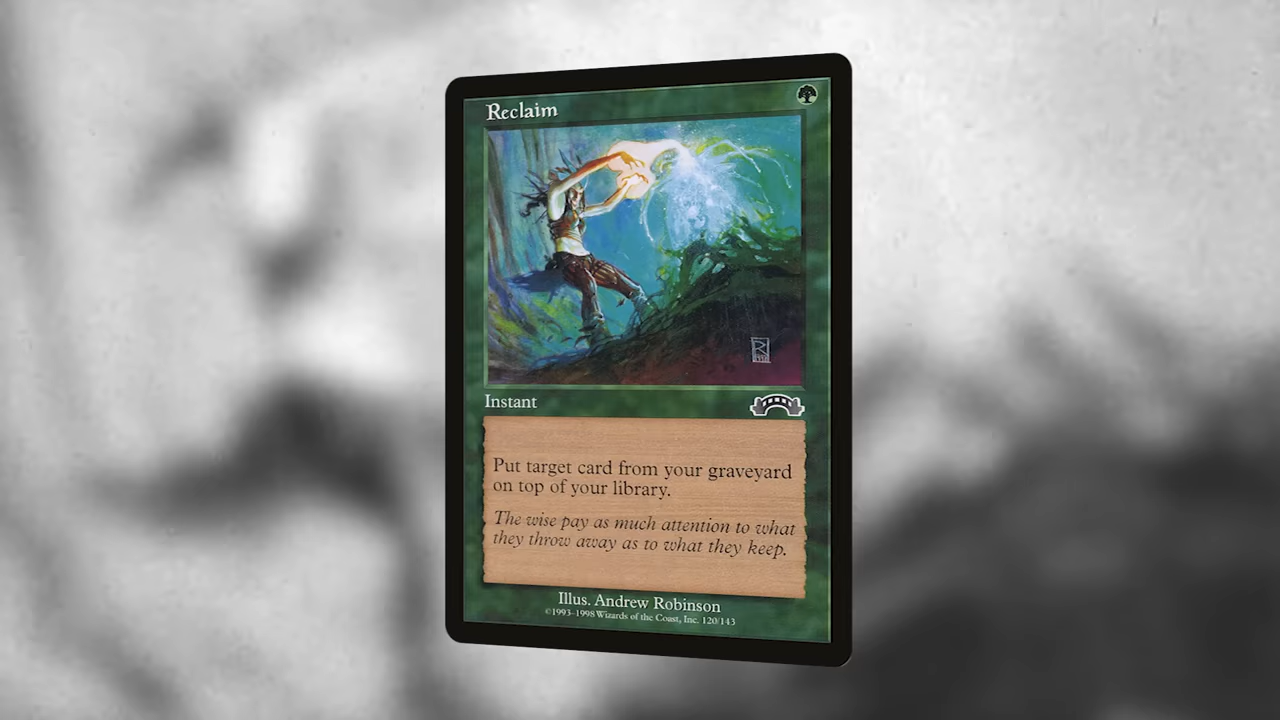 Reclaim
Instant
Put target card from your graveyard
on top of your library.
The wise pay as much attention to what
they throw away as to what they keep.
Illus. Andrew Robinson
©1993–1998 Wizards of the Coast, Inc. 120/143